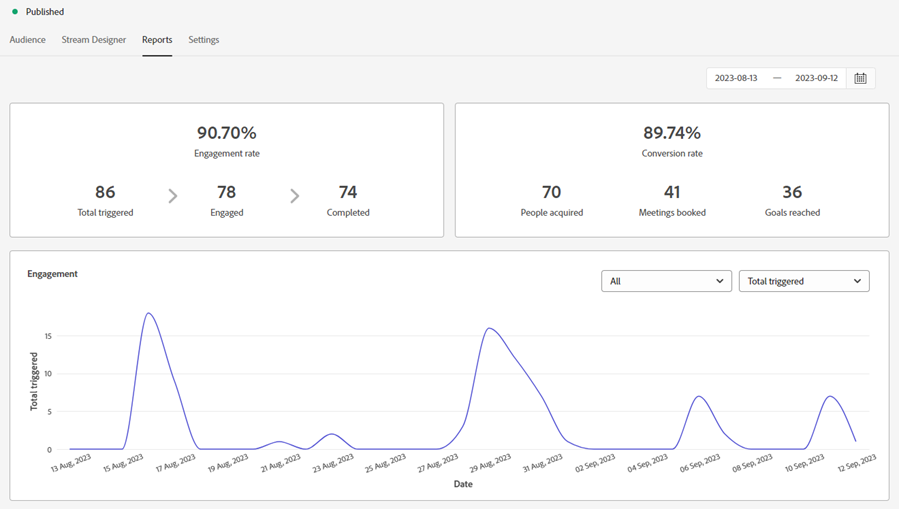 Published
Audience Stream Designer Reports Settings
2023-08-13 — 2023-09-12
90.70%
Engagement rate
86 78 74
Total triggered Engaged Completed
89.74%
Conversion rate
70 41 36
People acquired Meetings booked Goals reached
Engagement
All Total triggered
Total triggered
15
10
5
0
13 Aug, 2023 15 Aug, 2023 17 Aug, 2023 19 Aug, 2023 21 Aug, 2023 23 Aug, 2023 25 Aug, 2023 27 Aug, 2023 29 Aug, 2023 31 Aug, 2023 02 Sep, 2023 04 Sep, 2023 06 Sep, 2023 08 Sep, 2023 10 Sep, 2023 12 Sep, 2023
Date